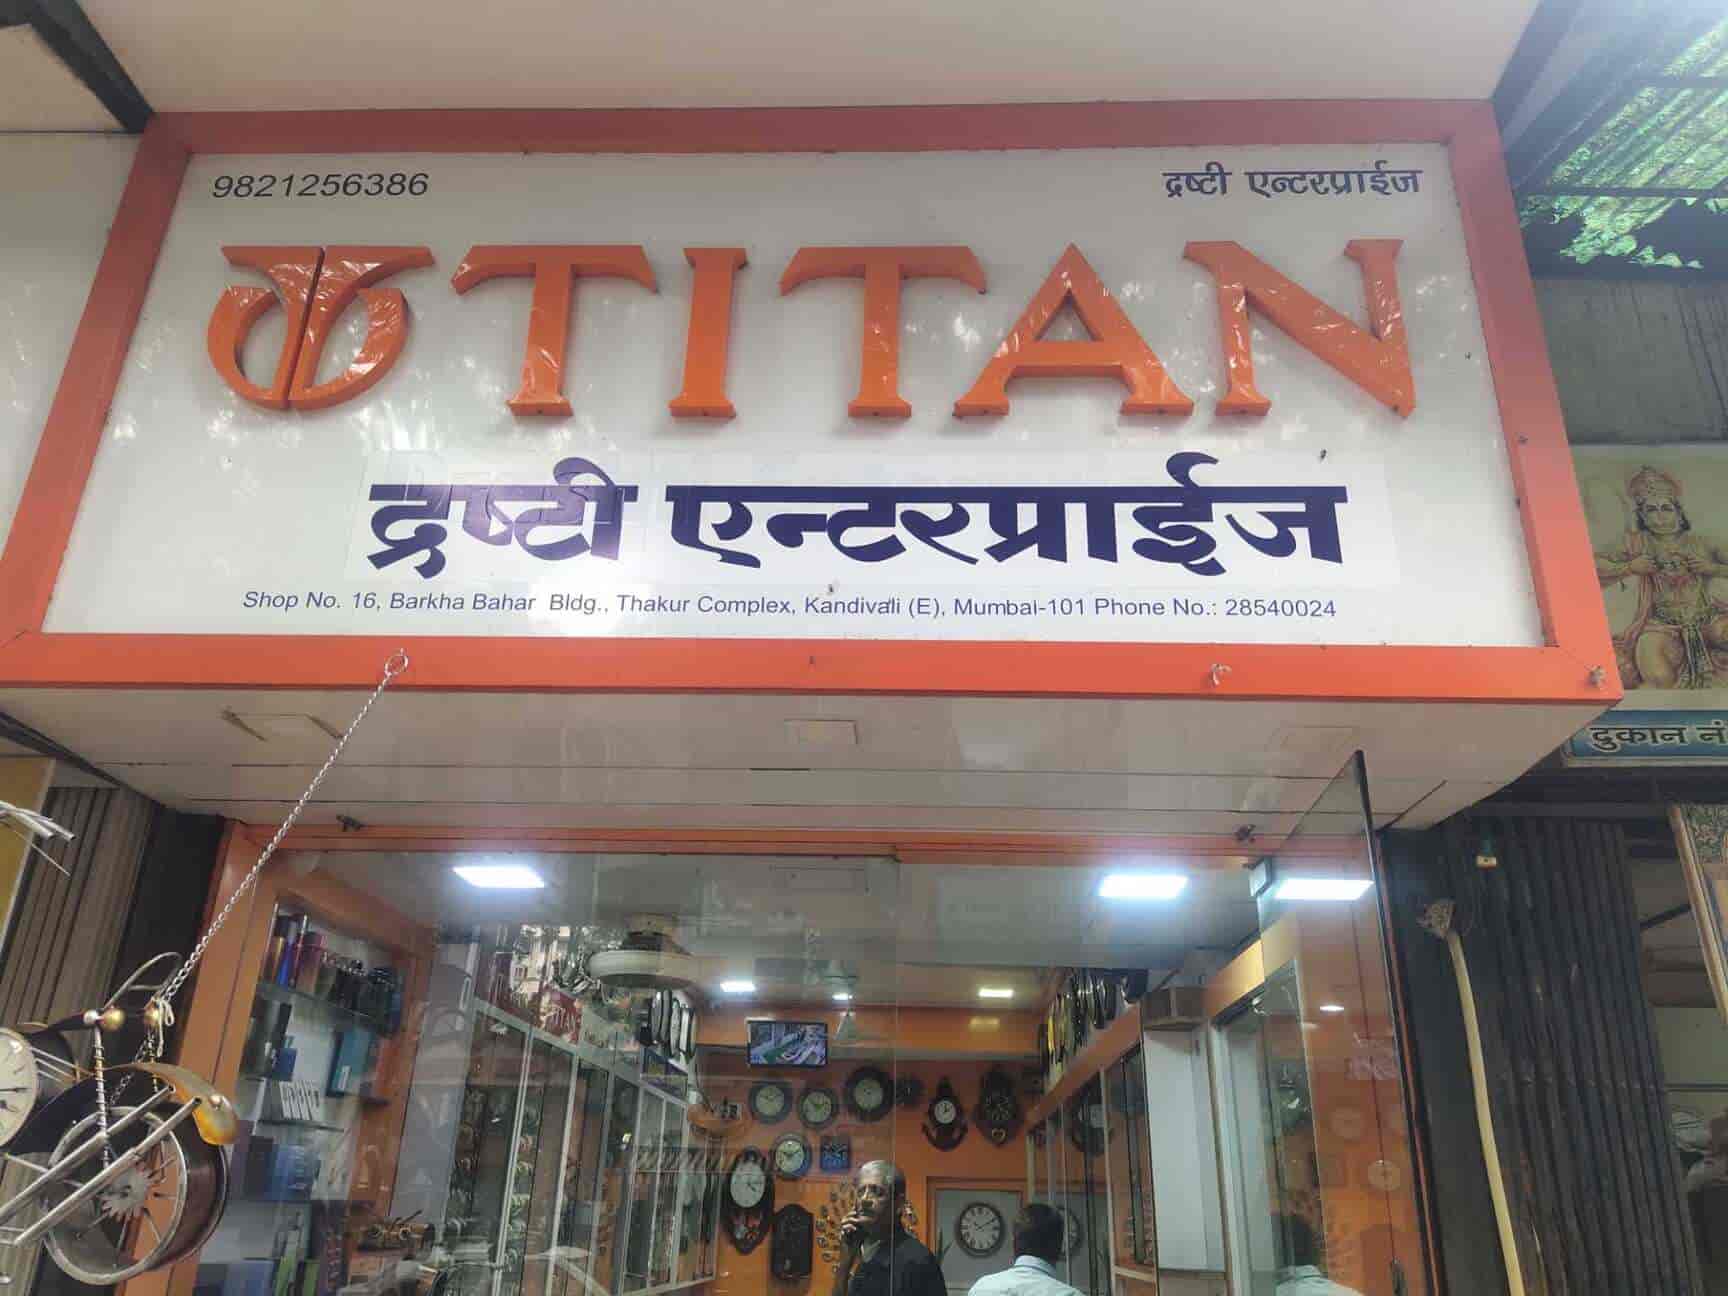 9821256386
द्रष्टी एन्टरप्राईज
TITAN
द्रष्टी एन्टरप्राईज
Shop No. 16, Barkha Bahar Bldg., Thakur Complex, Kandivali (E), Mumbai-101 Phone No.: 28540024
दुकान नं